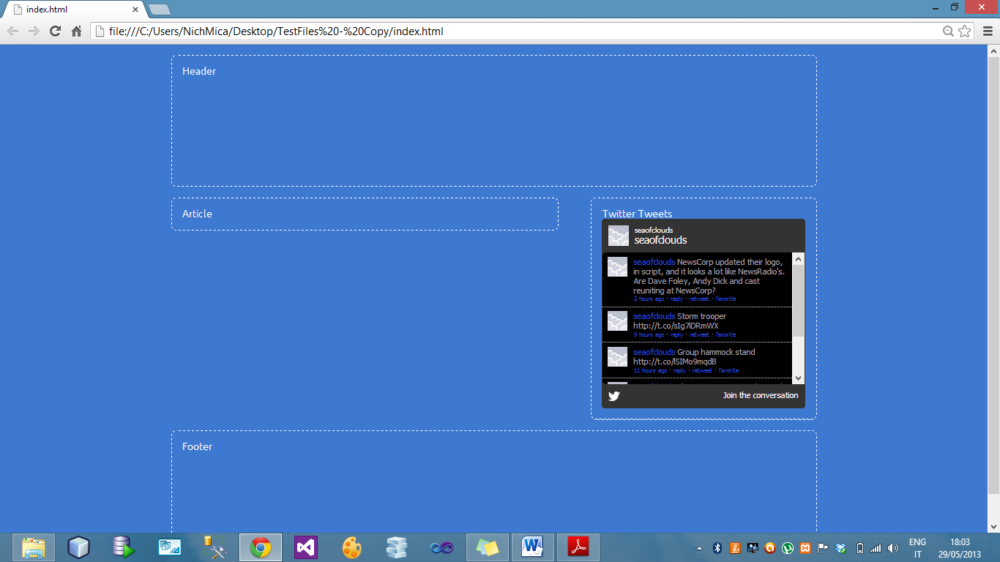 index.html
file:///C:/Users/NichMica/Desktop/TestFiles%20-%20Copy/index.html
Header
Article
Twitter Tweets
seaofclouds
seaofclouds
seaofclouds NewsCorp updated their logo,
in script, and it looks a lot like NewsRadio's.
Are Dave Foley, Andy Dick and cast
reuniting at NewsCorp?
2 hours ago · reply · retweet · favorite
seaofclouds Storm trooper
http://t.co/sIg7iDRmWX
9 hours ago · reply · retweet · favorite
seaofclouds Group hammock stand
http://t.co/lSIMo9mqdB
11 hours ago · reply · retweet · favorite
Join the conversation
Footer
ENG
IT
18:03
29/05/2013